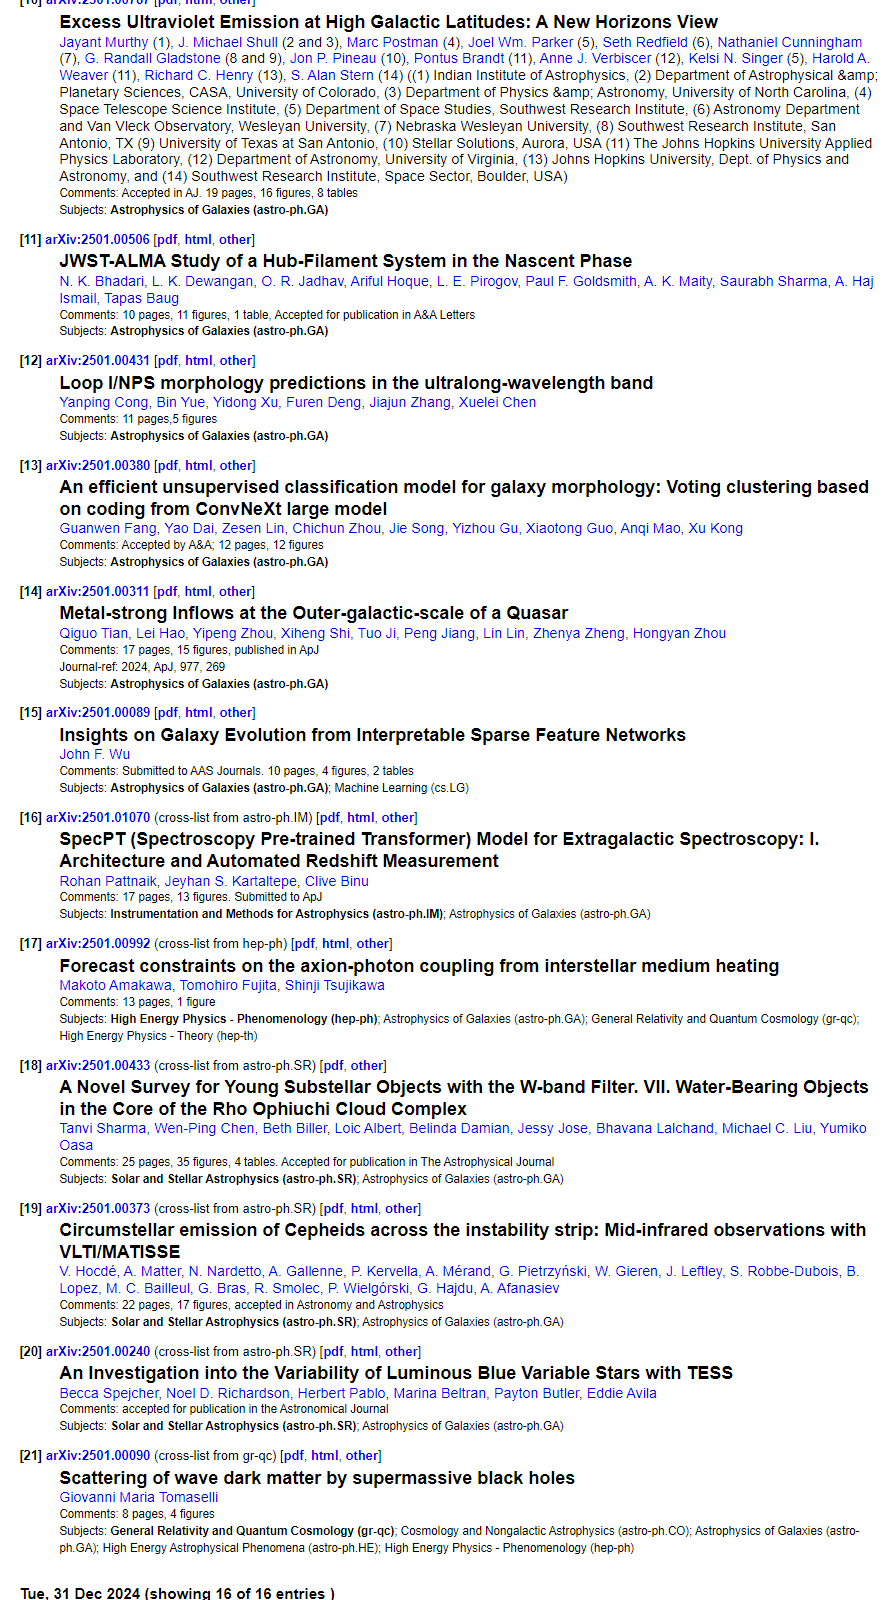 [10] arXiv:2501.00787 [pdf, html, other]
Excess Ultraviolet Emission at High Galactic Latitudes: A New Horizons View
Jayant Murthy (1), J. Michael Shull (2 and 3), Marc Postman (4), Joel Wm. Parker (5), Seth Redfield (6), Nathaniel Cunningham
(7), G. Randall Gladstone (8 and 9), Jon P. Pineau (10), Pontus Brandt (11), Anne J. Verbiscer (12), Kelsi N. Singer (5), Harold A.
Weaver (11), Richard C. Henry (13), S. Alan Stern (14) ((1) Indian Institute of Astrophysics, (2) Department of Astrophysical &amp;
Planetary Sciences, CASA, University of Colorado, (3) Department of Physics &amp; Astronomy, University of North Carolina, (4)
Space Telescope Science Institute, (5) Department of Space Studies, Southwest Research Institute, (6) Astronomy Department
and Van Vleck Observatory, Wesleyan University, (7) Nebraska Wesleyan University, (8) Southwest Research Institute, San
Antonio, TX (9) University of Texas at San Antonio, (10) Stellar Solutions, Aurora, USA (11) The Johns Hopkins University Applied
Physics Laboratory, (12) Department of Astronomy, University of Virginia, (13) Johns Hopkins University, Dept. of Physics and
Astronomy, and (14) Southwest Research Institute, Space Sector, Boulder, USA)
Comments: Accepted in AJ. 19 pages, 16 figures, 8 tables
Subjects: Astrophysics of Galaxies (astro-ph.GA)
[11] arXiv:2501.00506 [pdf, html, other]
JWST-ALMA Study of a Hub-Filament System in the Nascent Phase
N. K. Bhadari, L. K. Dewangan, O. R. Jadhav, Ariful Hoque, L. E. Pirogov, Paul F. Goldsmith, A. K. Maity, Saurabh Sharma, A. Haj
Ismail, Tapas Baug
Comments: 10 pages, 11 figures, 1 table, Accepted for publication in A&A Letters
Subjects: Astrophysics of Galaxies (astro-ph.GA)
[12] arXiv:2501.00431 [pdf, html, other]
Loop I/NPS morphology predictions in the ultralong-wavelength band
Yanping Cong, Bin Yue, Yidong Xu, Furen Deng, Jiajun Zhang, Xuelei Chen
Comments: 11 pages,5 figures
Subjects: Astrophysics of Galaxies (astro-ph.GA)
[13] arXiv:2501.00380 [pdf, html, other]
An efficient unsupervised classification model for galaxy morphology: Voting clustering based
on coding from ConvNeXt large model
Guanwen Fang, Yao Dai, Zesen Lin, Chichun Zhou, Jie Song, Yizhou Gu, Xiaotong Guo, Anqi Mao, Xu Kong
Comments: Accepted by A&A; 12 pages, 12 figures
Subjects: Astrophysics of Galaxies (astro-ph.GA)
[14] arXiv:2501.00311 [pdf, html, other]
Metal-strong Inflows at the Outer-galactic-scale of a Quasar
Qiguo Tian, Lei Hao, Yipeng Zhou, Xiheng Shi, Tuo Ji, Peng Jiang, Lin Lin, Zhenya Zheng, Hongyan Zhou
Comments: 17 pages, 15 figures, published in ApJ
Journal-ref: 2024, ApJ, 977, 269
Subjects: Astrophysics of Galaxies (astro-ph.GA)
[15] arXiv:2501.00089 [pdf, html, other]
Insights on Galaxy Evolution from Interpretable Sparse Feature Networks
John F. Wu
Comments: Submitted to AAS Journals. 10 pages, 4 figures, 2 tables
Subjects: Astrophysics of Galaxies (astro-ph.GA); Machine Learning (cs.LG)
[16] arXiv:2501.01070 (cross-list from astro-ph.IM) [pdf, html, other]
SpecPT (Spectroscopy Pre-trained Transformer) Model for Extragalactic Spectroscopy: I.
Architecture and Automated Redshift Measurement
Rohan Pattnaik, Jeyhan S. Kartaltepe, Clive Binu
Comments: 17 pages, 13 figures. Submitted to ApJ
Subjects: Instrumentation and Methods for Astrophysics (astro-ph.IM); Astrophysics of Galaxies (astro-ph.GA)
[17] arXiv:2501.00992 (cross-list from hep-ph) [pdf, html, other]
Forecast constraints on the axion-photon coupling from interstellar medium heating
Makoto Amakawa, Tomohiro Fujita, Shinji Tsujikawa
Comments: 13 pages, 1 figure
Subjects: High Energy Physics - Phenomenology (hep-ph); Astrophysics of Galaxies (astro-ph.GA); General Relativity and Quantum Cosmology (gr-qc);
High Energy Physics - Theory (hep-th)
[18] arXiv:2501.00433 (cross-list from astro-ph.SR) [pdf, other]
A Novel Survey for Young Substellar Objects with the W-band Filter. VII. Water-Bearing Objects
in the Core of the Rho Ophiuchi Cloud Complex
Tanvi Sharma, Wen-Ping Chen, Beth Biller, Loic Albert, Belinda Damian, Jessy Jose, Bhavana Lalchand, Michael C. Liu, Yumiko
Oasa
Comments: 25 pages, 35 figures, 4 tables. Accepted for publication in The Astrophysical Journal
Subjects: Solar and Stellar Astrophysics (astro-ph.SR); Astrophysics of Galaxies (astro-ph.GA)
[19] arXiv:2501.00373 (cross-list from astro-ph.SR) [pdf, html, other]
Circumstellar emission of Cepheids across the instability strip: Mid-infrared observations with
VLTI/MATISSE
V. Hocdé, A. Matter, N. Nardetto, A. Gallenne, P. Kervella, A. Mérand, G. Pietrzyński, W. Gieren, J. Leftley, S. Robbe-Dubois, B.
Lopez, M. C. Bailleul, G. Bras, R. Smolec, P. Wielgórski, G. Hajdu, A. Afanasiev
Comments: 22 pages, 17 figures, accepted in Astronomy and Astrophysics
Subjects: Solar and Stellar Astrophysics (astro-ph.SR); Astrophysics of Galaxies (astro-ph.GA)
[20] arXiv:2501.00240 (cross-list from astro-ph.SR) [pdf, html, other]
An Investigation into the Variability of Luminous Blue Variable Stars with TESS
Becca Spejcher, Noel D. Richardson, Herbert Pablo, Marina Beltran, Payton Butler, Eddie Avila
Comments: accepted for publication in the Astronomical Journal
Subjects: Solar and Stellar Astrophysics (astro-ph.SR); Astrophysics of Galaxies (astro-ph.GA)
[21] arXiv:2501.00090 (cross-list from gr-qc) [pdf, html, other]
Scattering of wave dark matter by supermassive black holes
Giovanni Maria Tomaselli
Comments: 8 pages, 4 figures
Subjects: General Relativity and Quantum Cosmology (gr-qc); Cosmology and Nongalactic Astrophysics (astro-ph.CO); Astrophysics of Galaxies (astro-
ph.GA); High Energy Astrophysical Phenomena (astro-ph.HE); High Energy Physics - Phenomenology (hep-ph)
Tue, 31 Dec 2024 (showing 16 of 16 entries )